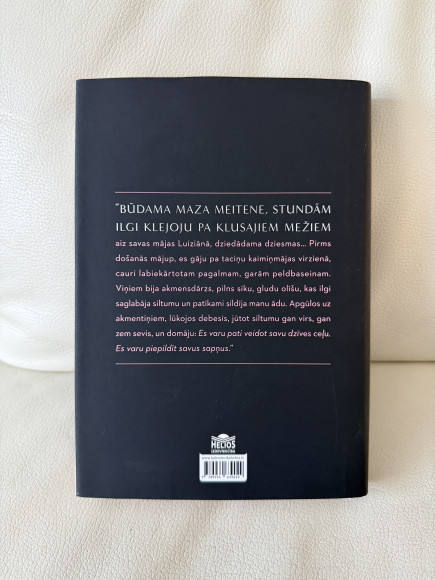 "BŪDAMA MAZA MEITENE, STUNDĀM
ILGI KLEJOJU PA KLUSAJIEM MEŽIEM
aiz savas mājas Luiziānā, dziedādama dziesmas... Pirms
došanās mājup, es gāju pa taciņu kaimiņmājas virzienā,
cauri labiekārtotam pagalmam, garām peldbaseinam.
Viņiem bija akmensdārzs, pilns siku, gludu olīšu, kas ilgi
saglabāja siltumu un patīkami sildīja manu ādu. Apgūlos uz
akmentiņiem, lūkojos debesīs, jūtot siltumu gan virs, gan
zem sevis, un domāju: Es varu pati veidot savu dzīves ceļu.
Es varu piepildīt savus sapņus."
HELIOS
IZDEVNIECĪBA